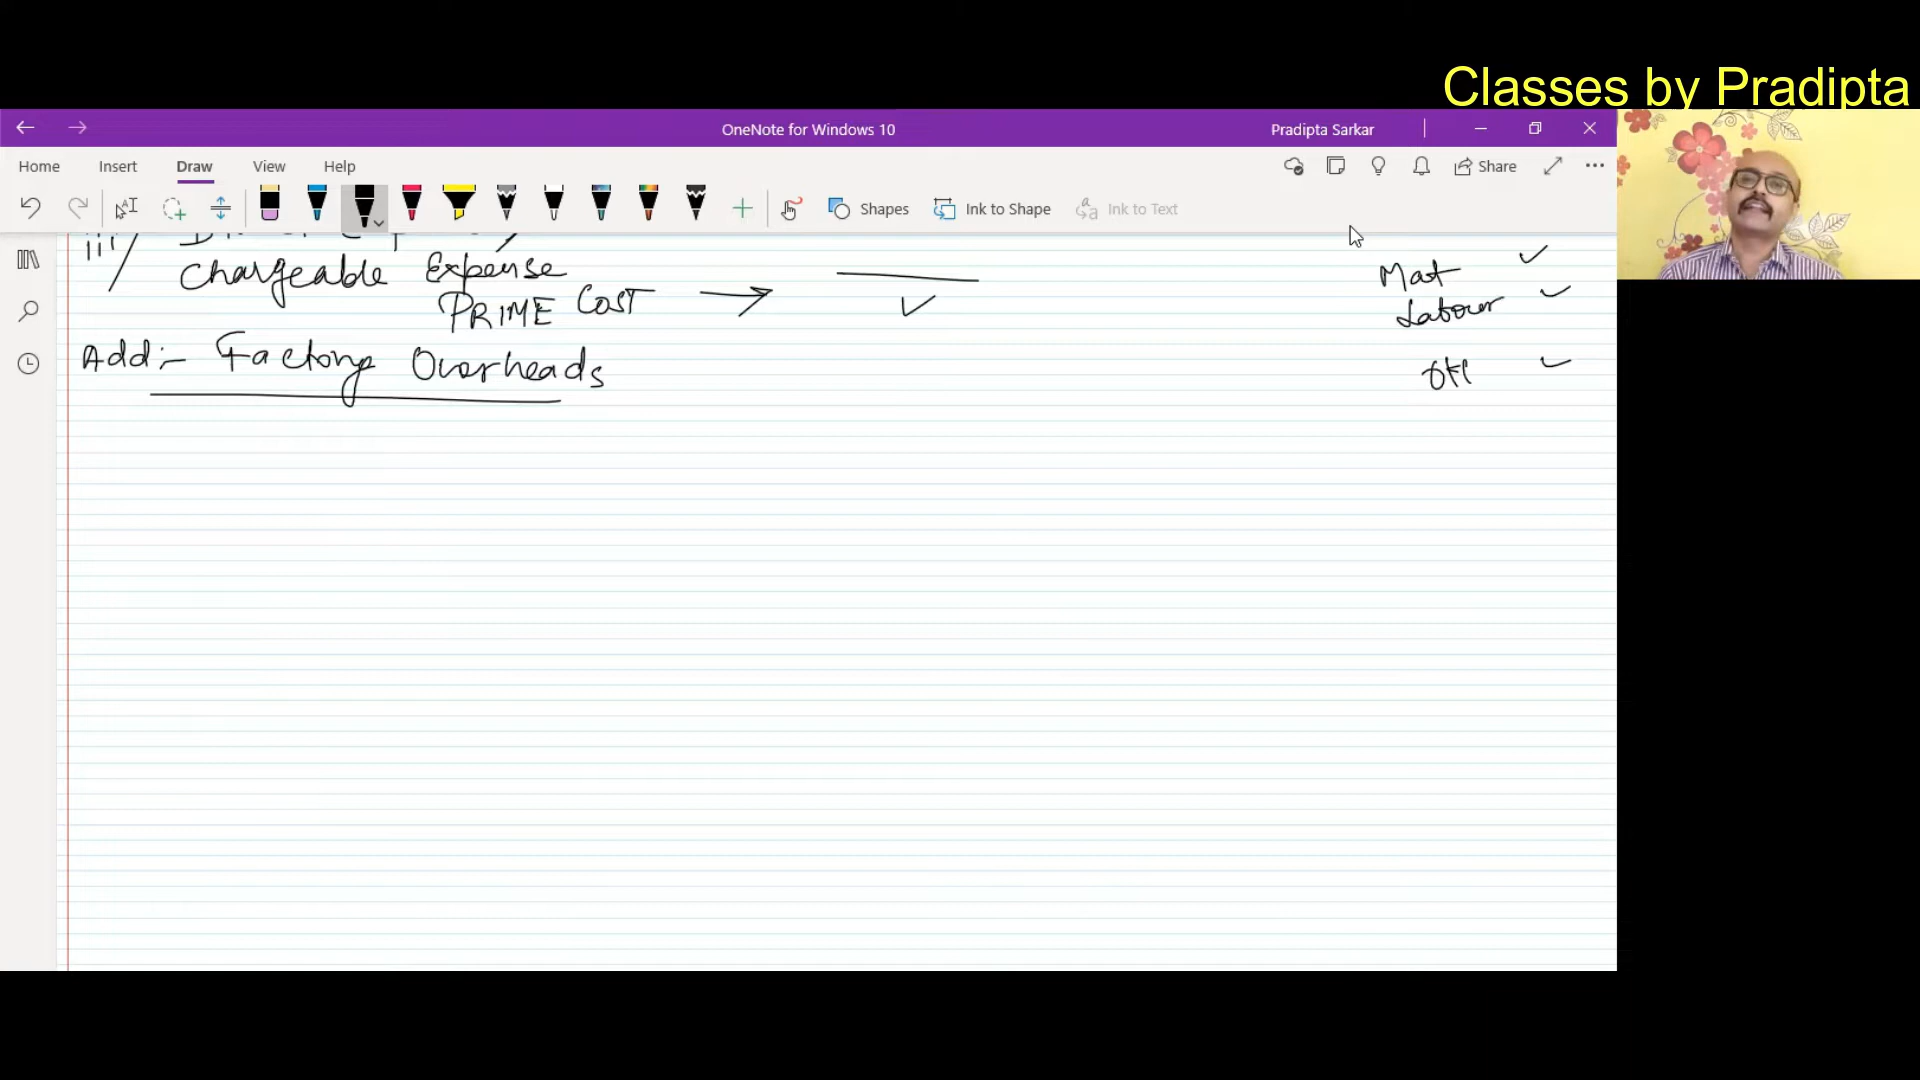 Classes by Pradipta
OneNote for Windows 10
Pradipta Sarkar
Home Insert Draw View Help
Share
Shapes
Ink to Shape
Ink to Text
iii/
Chargeable Expense
PRIME COST
Add:- Factory Overheads
Mat
Labour